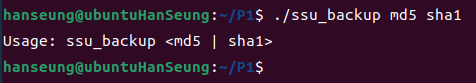 hanseung@ubuntuHanSeung:~/P1$ ./ssu_backup md5 sha1
Usage: ssu_backup <md5 | sha1>
hanseung@ubuntuHanSeung:~/P1$